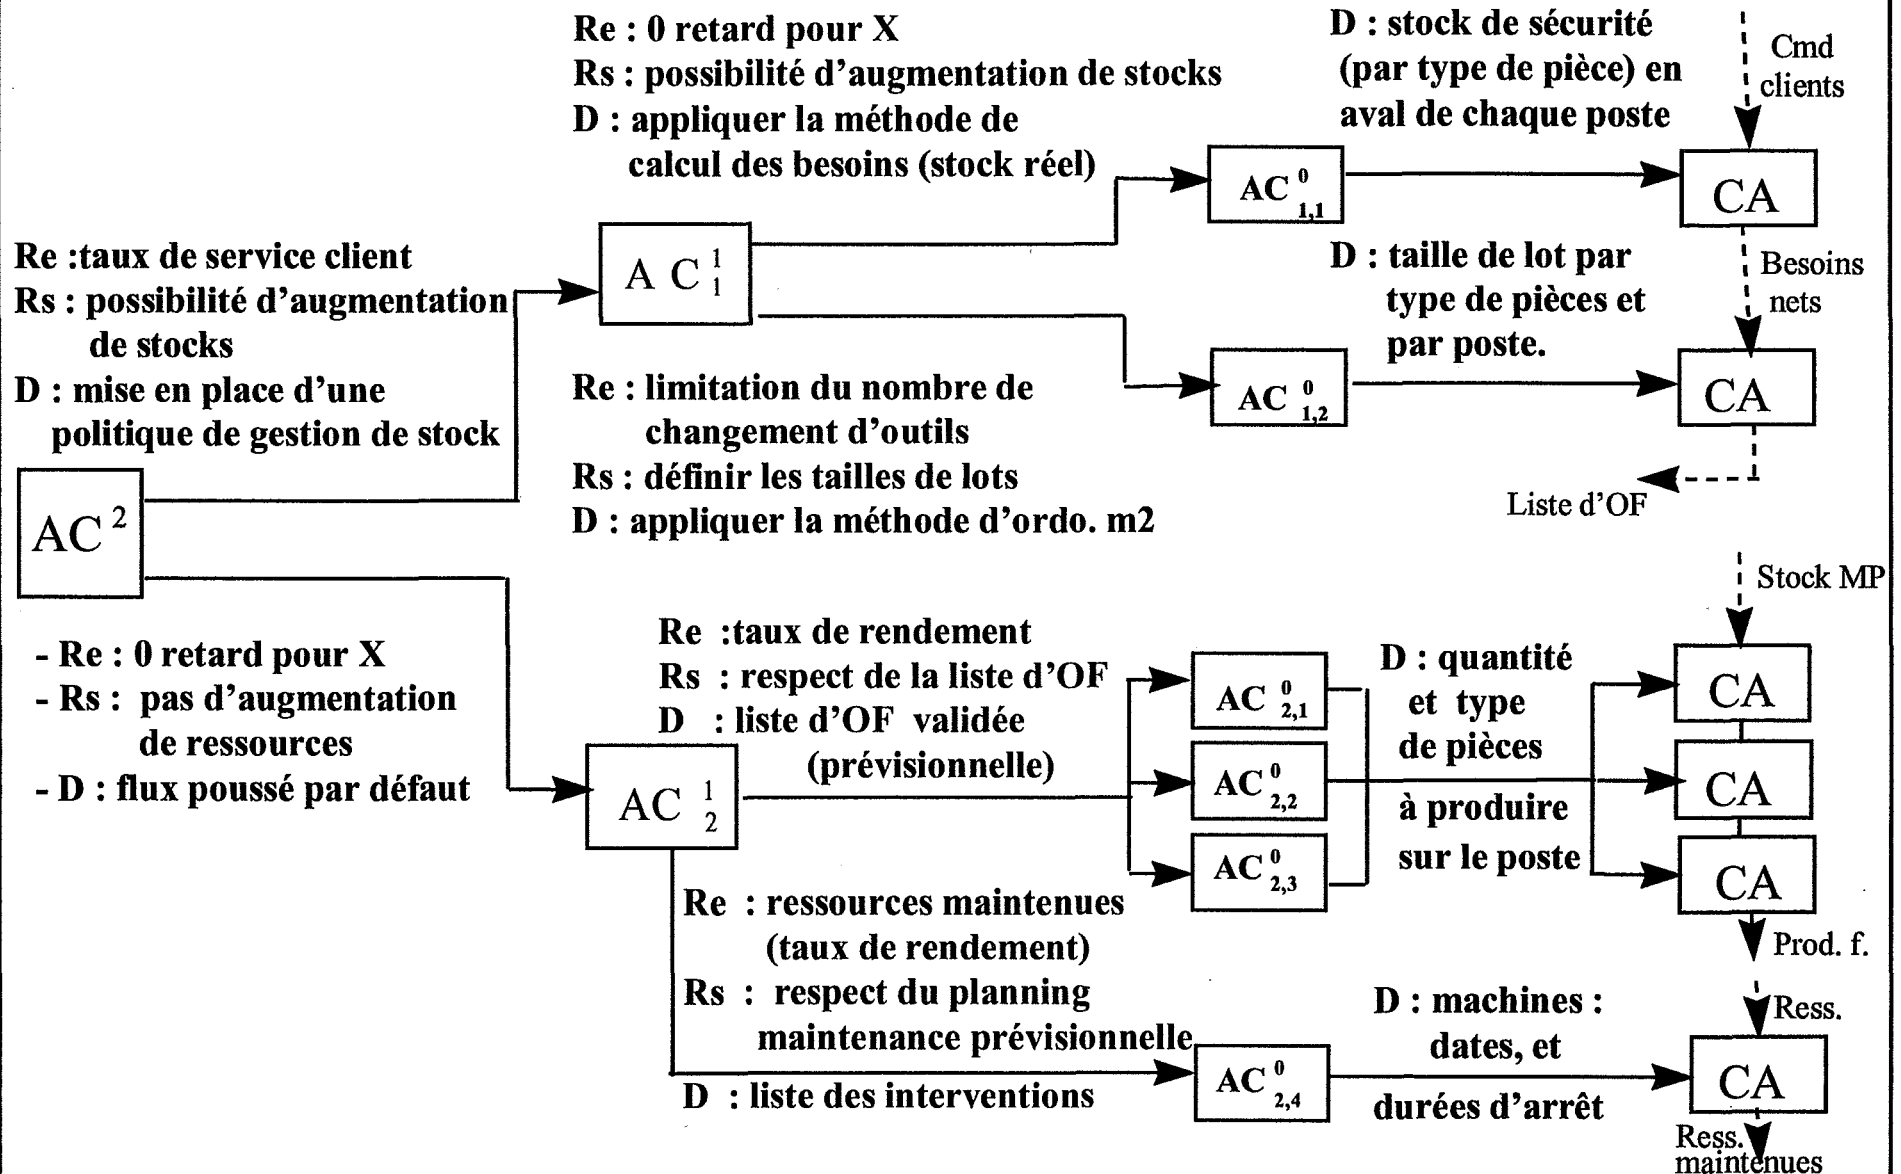 Re : 0 retard pour X
Rs : possibilité d'augmentation de stocks
D : appliquer la méthode de
calcul des besoins (stock réel)
D : stock de sécurité
(par type de pièce) en
aval de chaque poste
Cmd
clients
AC 0 1,1
CA
Re :taux de service client
Rs : possibilité d'augmentation
de stocks
D : mise en place d'une
politique de gestion de stock
A C 1 1
D : taille de lot par
type de pièces et
par poste.
Besoins
nets
Re : limitation du nombre de
changement d'outils
Rs : définir les tailles de lots
D : appliquer la méthode d'ordo. m2
AC 0 1,2
CA
Liste d'OF
AC 2
Stock MP
- Re : 0 retard pour X
- Rs : pas d'augmentation
de ressources
- D : flux poussé par défaut
Re :taux de rendement
Rs : respect de la liste d'OF
D : liste d'OF validée
(prévisionnelle)
AC 1 2
AC 0 2,1
AC 0 2,2
AC 0 2,3
D : quantité
et type
de pièces
à produire
sur le poste
CA
CA
CA
Prod. f.
Re : ressources maintenues
(taux de rendement)
Rs : respect du planning
maintenance prévisionnelle
D : liste des interventions
AC 0 2,4
D : machines :
dates, et
durées d'arrêt
Ress.
CA
Ress.
maintenues